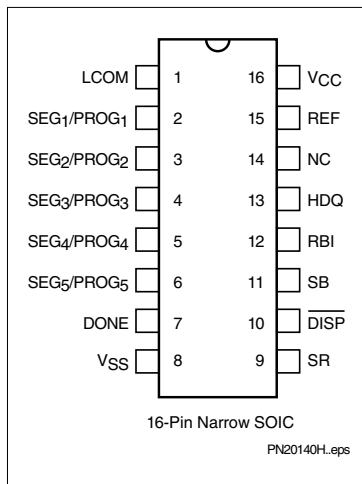 LCOM 1 16 VCC
SEG1/PROG1 2 15 REF
SEG2/PROG2 3 14 NC
SEG3/PROG3 4 13 HDQ
SEG4/PROG4 5 12 RBI
SEG5/PROG5 6 11 SB
DONE 7 10 DISP
VSS 8 9 SR
16-Pin Narrow SOIC
PN20140H..eps